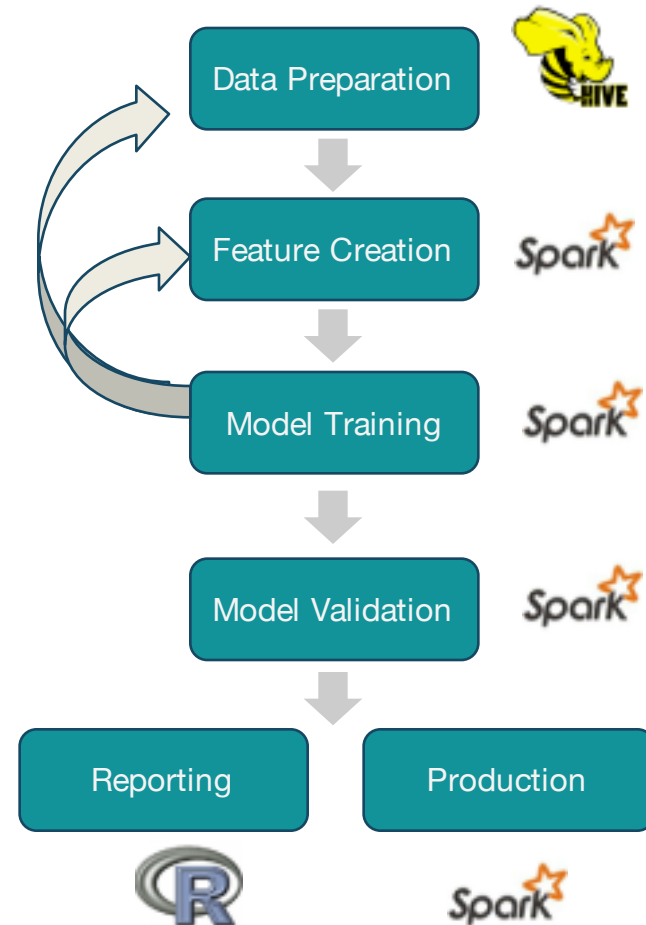 Data Preparation
HIVE
Feature Creation
Spark
Model Training
Spark
Model Validation
Spark
Reporting
Production
R
Spark